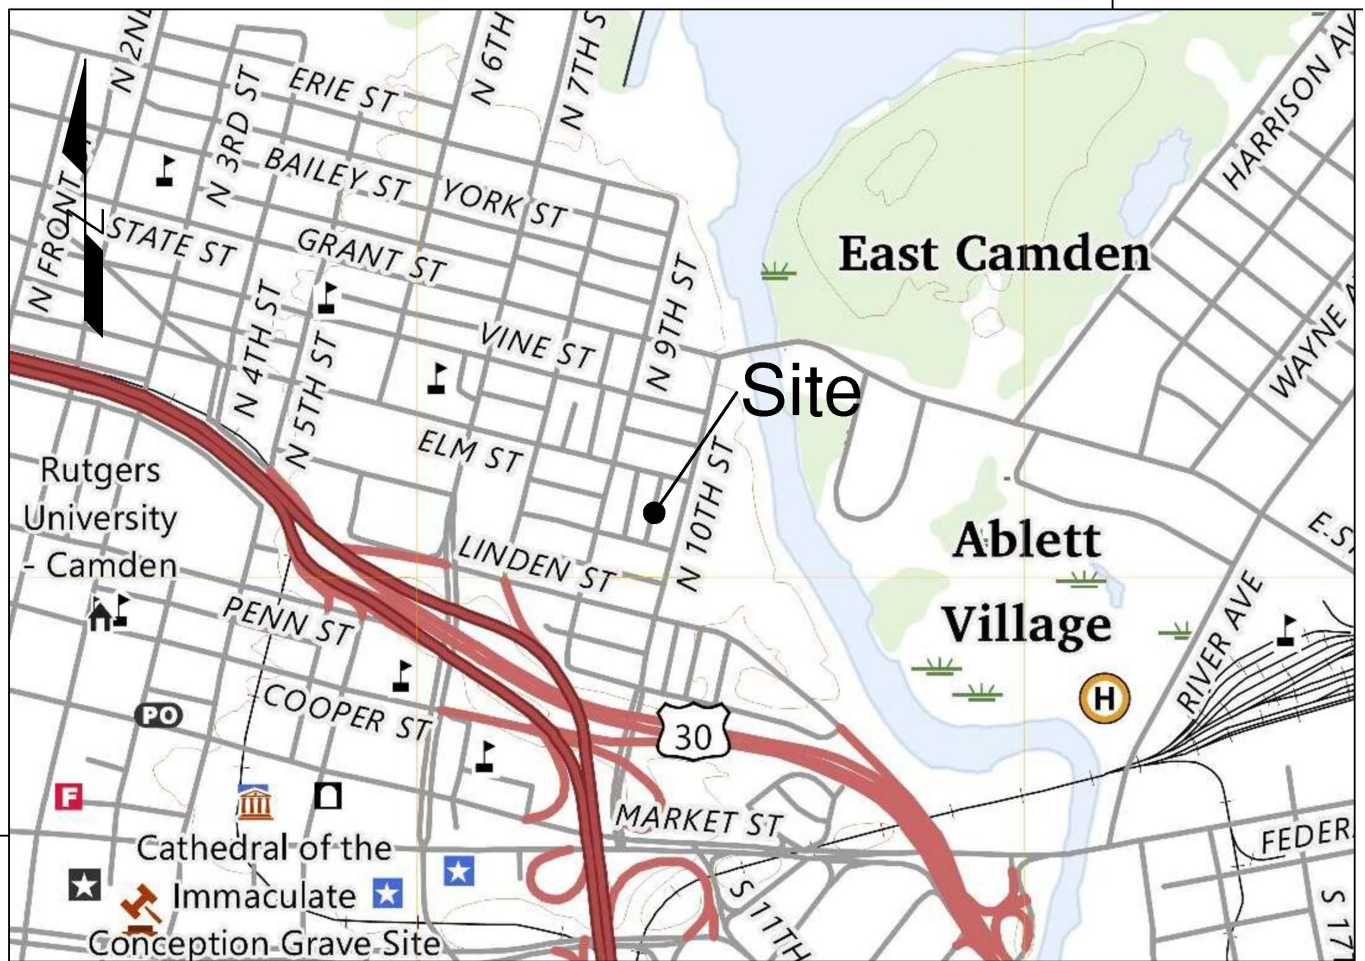 N 2ND
N 6TH
N 7TH S
ERIE ST
HARRISON AV
N 3RD ST
BAILEY ST
YORK ST
N FRONT
Z
STATE ST
GRANT ST
East Camden
N 9TH ST
N 4TH ST
VINE ST
WAYNE A
N 5TH ST
Site
ELM ST
N 10TH ST
Rutgers
University
- Camden
LINDEN ST
Ablett
Village
E ST
PENN ST
RIVER AVE
H
COOPER ST
PO
30
F
MARKET ST
FEDER
Cathedral of the
Immaculate
Conception Grave Site
S 11TH
S 17T